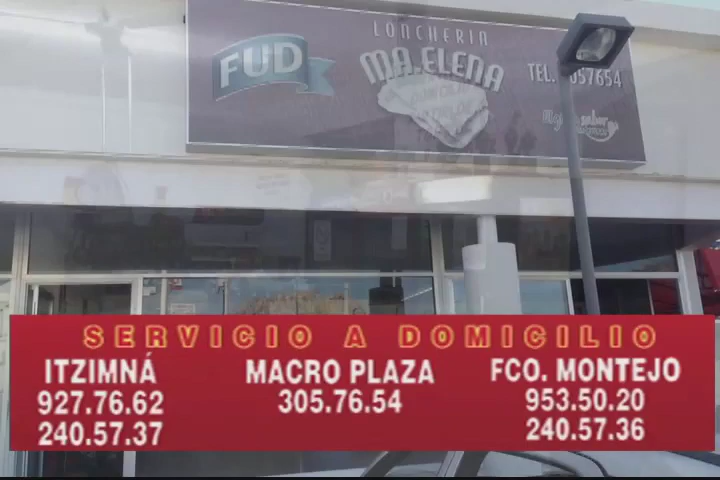 LONCHERIA
FUD
MA. ELENA
TEL. 057654
SERVICIO A DOMICILIO
ITZIMNÁ
927.76.62
240.57.37
MACRO PLAZA
305.76.54
FCO. MONTEJO
953.50.20
240.57.36